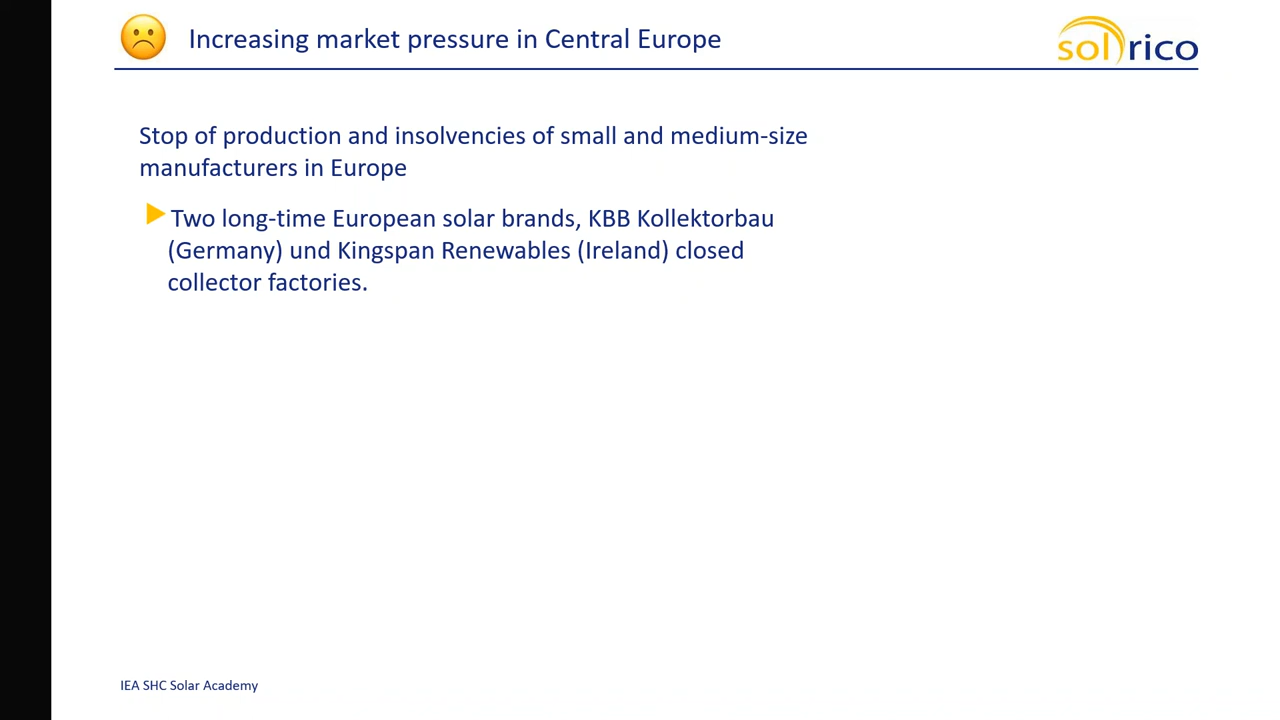 Increasing market pressure in Central Europe
solrico
Stop of production and insolvencies of small and medium-size
manufacturers in Europe
Two long-time European solar brands, KBB Kollektorbau
(Germany) und Kingspan Renewables (Ireland) closed
collector factories.
IEA SHC Solar Academy